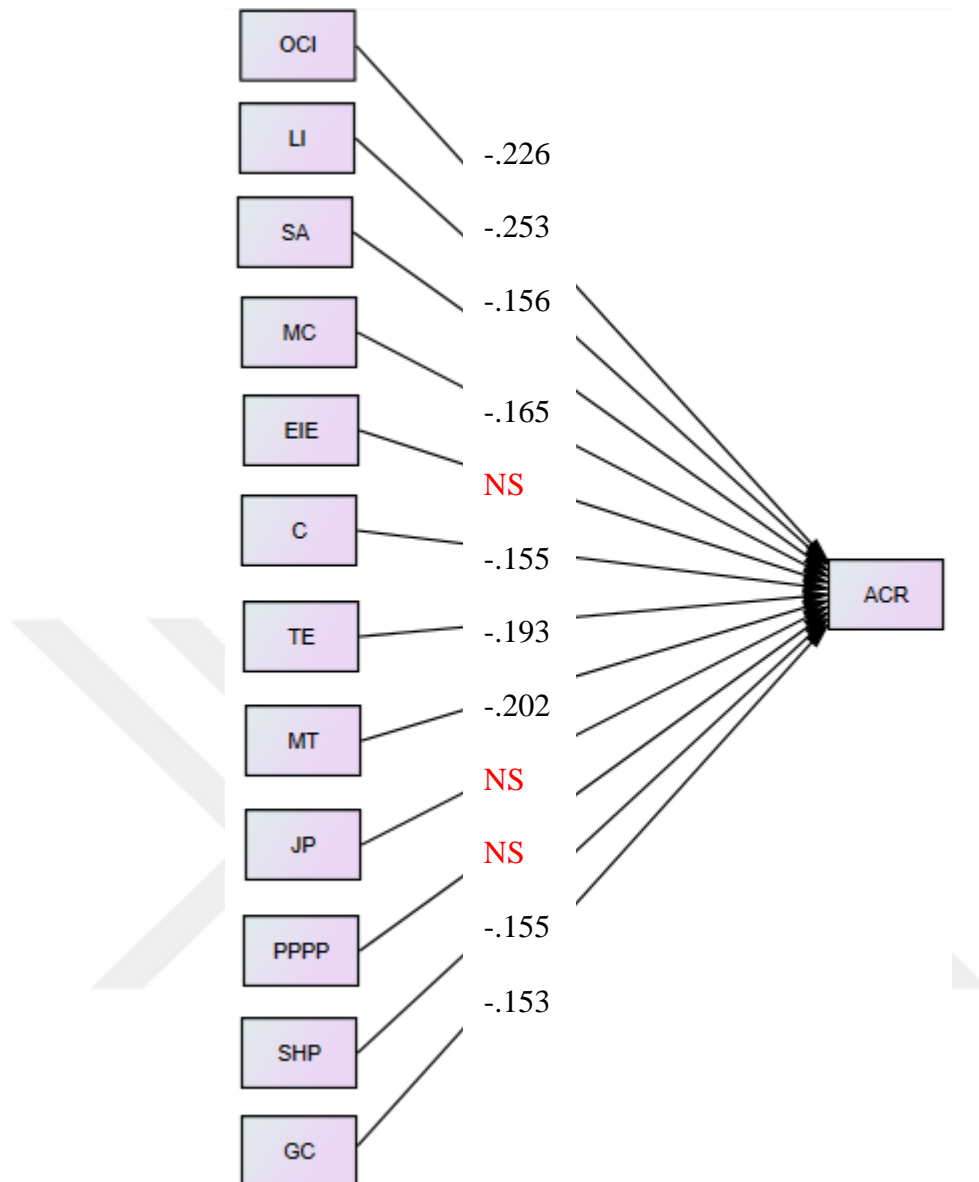 OCI
LI
-.226
SA
-.253
-.156
MC
-.165
EIE
NS
C
-.155
ACR
TE
-.193
MT
-.202
NS
JP
NS
PPPP
-.155
-.153
SHP
GC